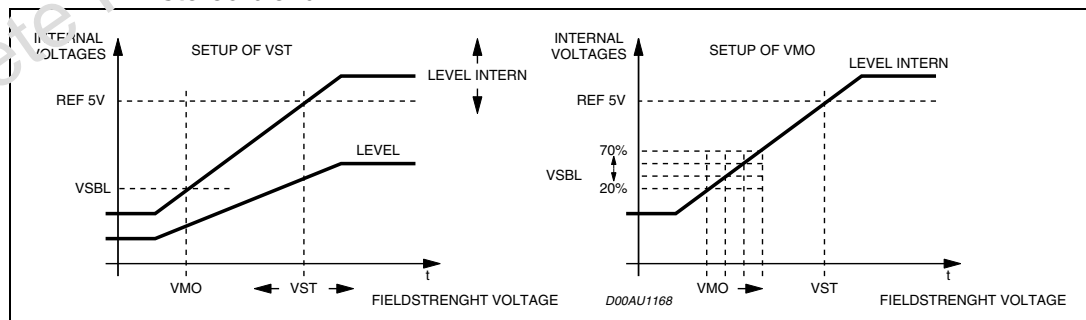 INTERNAL
VOLTAGES
SETUP OF VST
LEVEL INTERN
REF 5V
LEVEL
VSBL
t
VMO
VST
FIELDSTRENGHT VOLTAGE
INTERNAL
VOLTAGES
SETUP OF VMO
LEVEL INTERN
REF 5V
70%
VSBL
20%
t
VMO
VST
D00AU1168
FIELDSTRENGHT VOLTAGE